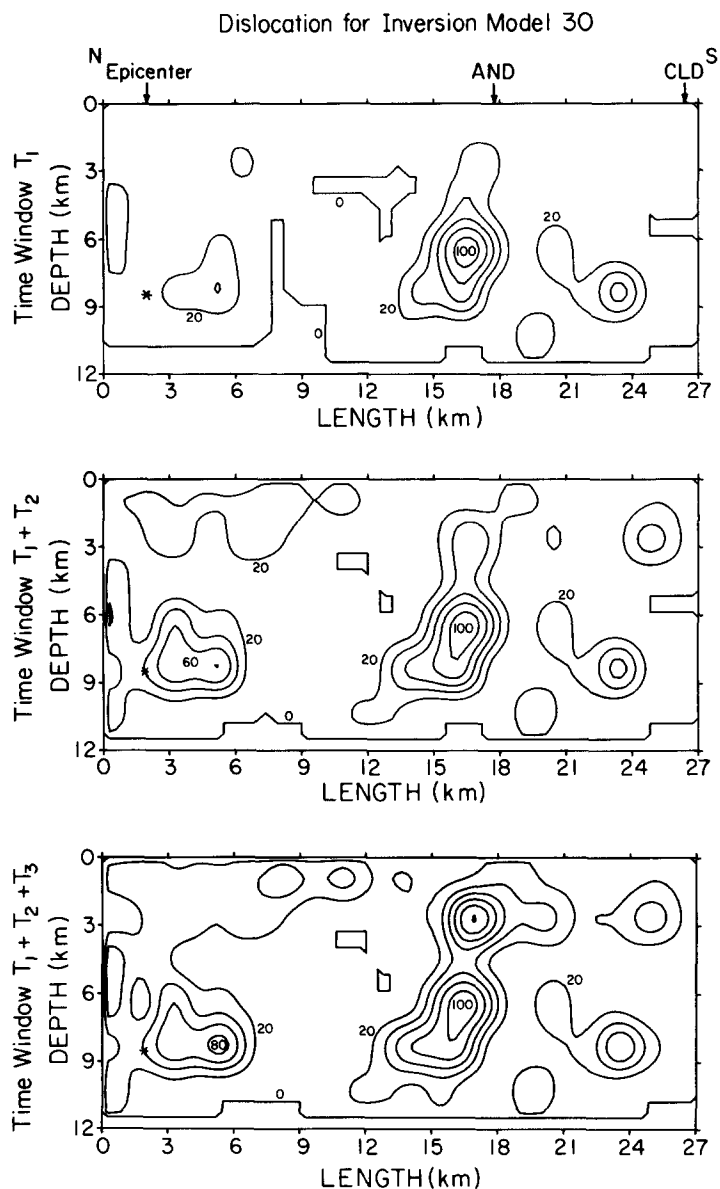 Dislocation for Inversion Model 30
N Epicenter AND CLD S
Time Window T1
DEPTH (km)
0
3
6
9
12
0
100
20
20
20
0
0 3 6 9 12 15 18 21 24 27
LENGTH (km)
Time Window T1 + T2
DEPTH (km)
0
3
6
9
12
20
20
100
20
20
60
0
0 3 6 9 12 15 18 21 24 27
LENGTH (km)
Time Window T1 + T2 + T3
DEPTH (km)
0
3
6
9
12
100
20
20
20
80
0
0 3 6 9 12 15 18 21 24 27
LENGTH (km)